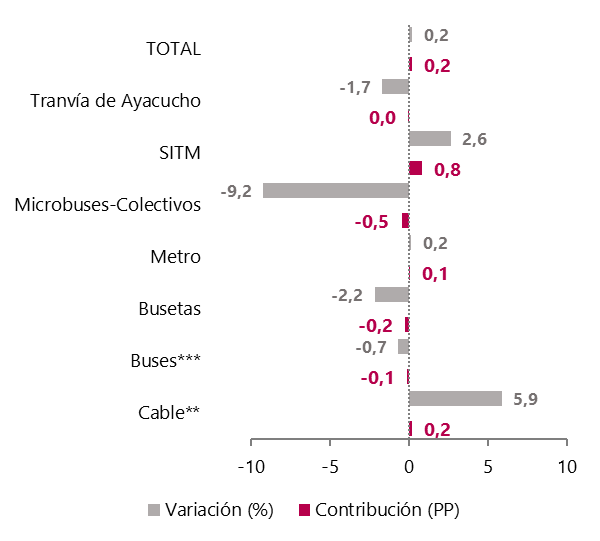 TOTAL 0,2
0,2
Tranvía de Ayacucho -1,7
0,0
SITM 2,6
0,8
Microbuses-Colectivos -9,2
-0,5
Metro 0,2
0,1
Busetas -2,2
-0,2
Buses*** -0,7
-0,1
Cable** 5,9
0,2
-10 -5 0 5 10
Variación (%) Contribución (PP)